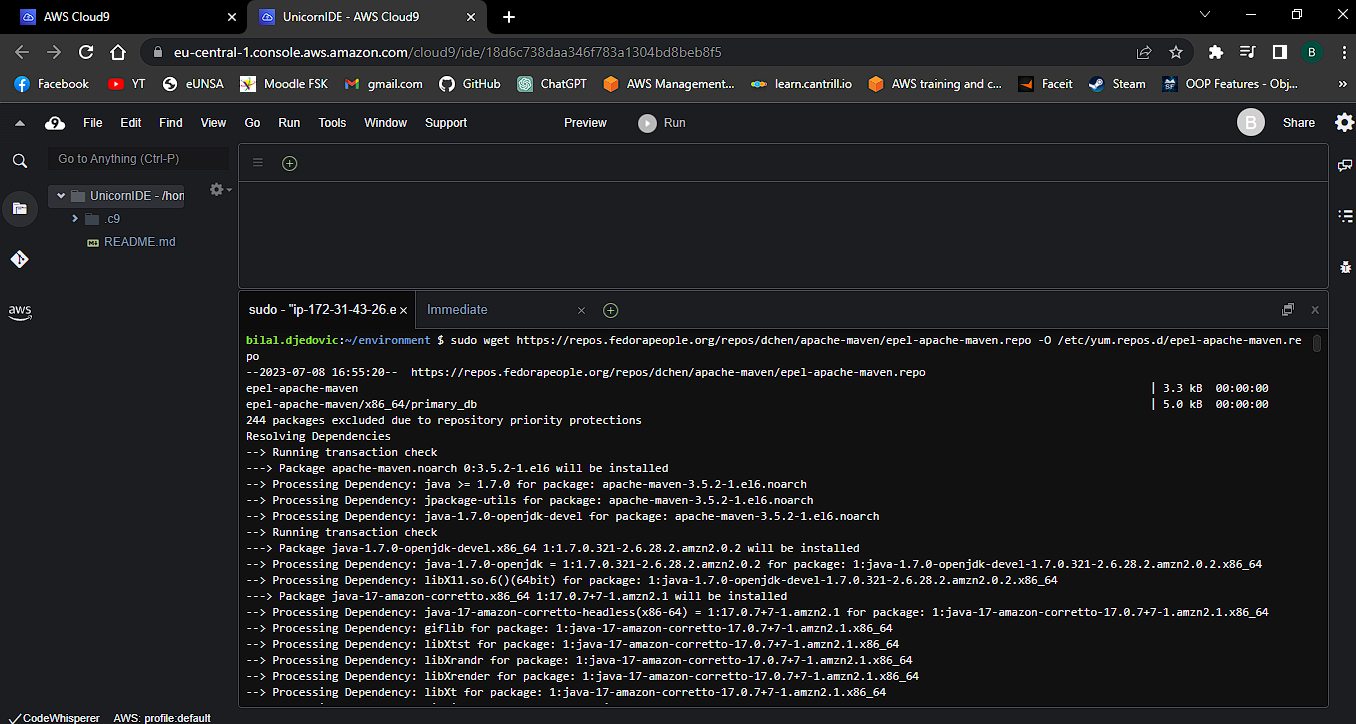 AWS Cloud9
UnicornIDE - AWS Cloud9
eu-central-1.console.aws.amazon.com/cloud9/ide/18d6c738daa346f783a1304bd8beb8f5
B
Facebook YT eUNSA Moodle FSK gmail.com GitHub ChatGPT AWS Management... learn.cantrill.io AWS training and c... Faceit Steam OOP Features - Obj... »
9 File Edit Find View Go Run Tools Window Support Preview Run B Share
Go to Anything (Ctrl-P)
UnicornIDE - /hon
.c9
README.md
aws
sudo - "ip-172-31-43-26.e × Immediate ×
bilal.djedovic:~/environment $ sudo wget https://repos.fedorapeople.org/repos/dchen/apache-maven/epel-apache-maven.repo -O /etc/yum.repos.d/epel-apache-maven.re
po
--2023-07-08 16:55:20--  https://repos.fedorapeople.org/repos/dchen/apache-maven/epel-apache-maven.repo
epel-apache-maven | 3.3 kB  00:00:00
epel-apache-maven/x86_64/primary_db | 5.0 kB  00:00:00
244 packages excluded due to repository priority protections
Resolving Dependencies
--> Running transaction check
---> Package apache-maven.noarch 0:3.5.2-1.el6 will be installed
--> Processing Dependency: java >= 1.7.0 for package: apache-maven-3.5.2-1.el6.noarch
--> Processing Dependency: jpackage-utils for package: apache-maven-3.5.2-1.el6.noarch
--> Processing Dependency: java-1.7.0-openjdk-devel for package: apache-maven-3.5.2-1.el6.noarch
--> Running transaction check
---> Package java-1.7.0-openjdk-devel.x86_64 1:1.7.0.321-2.6.28.2.amzn2.0.2 will be installed
--> Processing Dependency: java-1.7.0-openjdk = 1:1.7.0.321-2.6.28.2.amzn2.0.2 for package: 1:java-1.7.0-openjdk-devel-1.7.0.321-2.6.28.2.amzn2.0.2.x86_64
--> Processing Dependency: libX11.so.6()(64bit) for package: 1:java-1.7.0-openjdk-devel-1.7.0.321-2.6.28.2.amzn2.0.2.x86_64
---> Package java-17-amazon-corretto.x86_64 1:17.0.7+7-1.amzn2.1 will be installed
--> Processing Dependency: java-17-amazon-corretto-headless(x86-64) = 1:17.0.7+7-1.amzn2.1 for package: 1:java-17-amazon-corretto-17.0.7+7-1.amzn2.1.x86_64
--> Processing Dependency: giflib for package: 1:java-17-amazon-corretto-17.0.7+7-1.amzn2.1.x86_64
--> Processing Dependency: libXtst for package: 1:java-17-amazon-corretto-17.0.7+7-1.amzn2.1.x86_64
--> Processing Dependency: libXrandr for package: 1:java-17-amazon-corretto-17.0.7+7-1.amzn2.1.x86_64
--> Processing Dependency: libXrender for package: 1:java-17-amazon-corretto-17.0.7+7-1.amzn2.1.x86_64
--> Processing Dependency: libXt for package: 1:java-17-amazon-corretto-17.0.7+7-1.amzn2.1.x86_64
CodeWhisperer AWS: profile:default